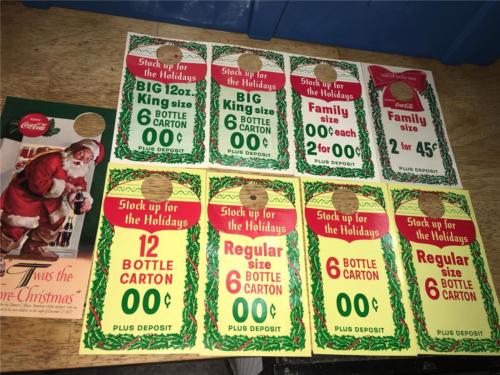 Stock up for
the Holidays
BIG 12oz.
King size
6 BOTTLE
CARTON
00¢
PLUS DEPOSIT
Stock up for
the Holidays
BIG
King size
6 BOTTLE
CARTON
00¢
PLUS DEPOSIT
Stock up for
the Holidays
Family
size
00¢ each
2 for 00¢
PLUS DEPOSIT
Coca-Cola
Family
size
2 for 45¢
PLUS DEPOSIT
Coca-Cola
'Twas the
re Christmas
Stock up for
the Holidays
12
BOTTLE
CARTON
00¢
PLUS DEPOSIT
Stock up for
the Holidays
Regular
size
6 BOTTLE
CARTON
00¢
PLUS DEPOSIT
Stock up for
the Holidays
6 BOTTLE
CARTON
00¢
PLUS DEPOSIT
Stock up for
the Holidays
Regular
size
6 BOTTLE
CARTON
PLUS DEPOSIT